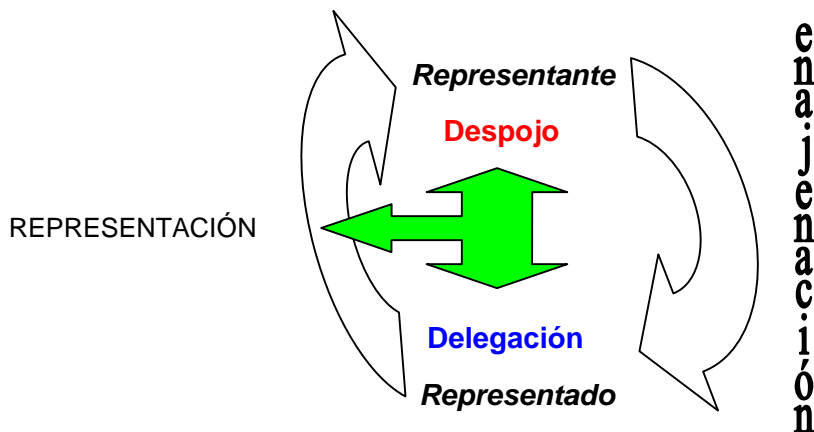 Representante
Despojo
REPRESENTACIÓN
Delegación
Representado
enajenación